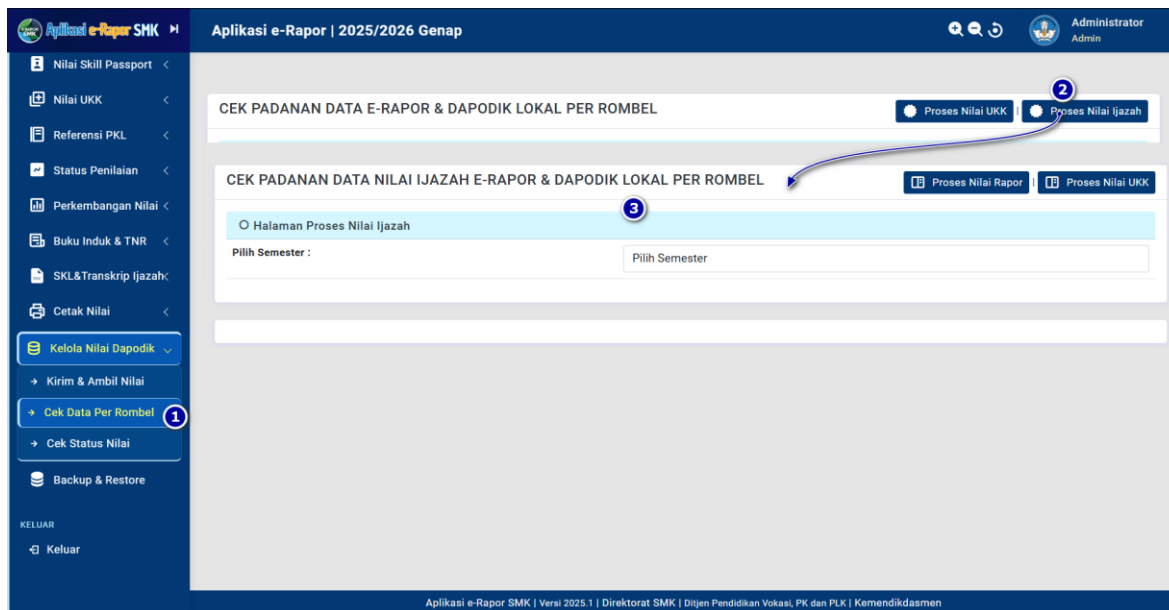 Aplikasi e-Rapor SMK
Aplikasi e-Rapor | 2025/2026 Genap
Administrator
Admin
Nilai Skill Passport
Nilai UKK
Referensi PKL
Status Penilaian
Perkembangan Nilai
Buku Induk & TNR
SKL&Transkrip Ijazah
Cetak Nilai
Kelola Nilai Dapodik
Kirim & Ambil Nilai
Cek Data Per Rombel
1
Cek Status Nilai
Backup & Restore
KELUAR
Keluar
2
CEK PADANAN DATA E-RAPOR & DAPODIK LOKAL PER ROMBEL
Proses Nilai UKK | Proses Nilai Ijazah
CEK PADANAN DATA NILAI IJAZAH E-RAPOR & DAPODIK LOKAL PER ROMBEL
Proses Nilai Rapor | Proses Nilai UKK
3
Halaman Proses Nilai Ijazah
Pilih Semester :
Pilih Semester
Aplikasi e-Rapor SMK | Versi 2025.1 | Direktorat SMK | Ditjen Pendidikan Vokasi, PK dan PLK | Kemendikdasmen